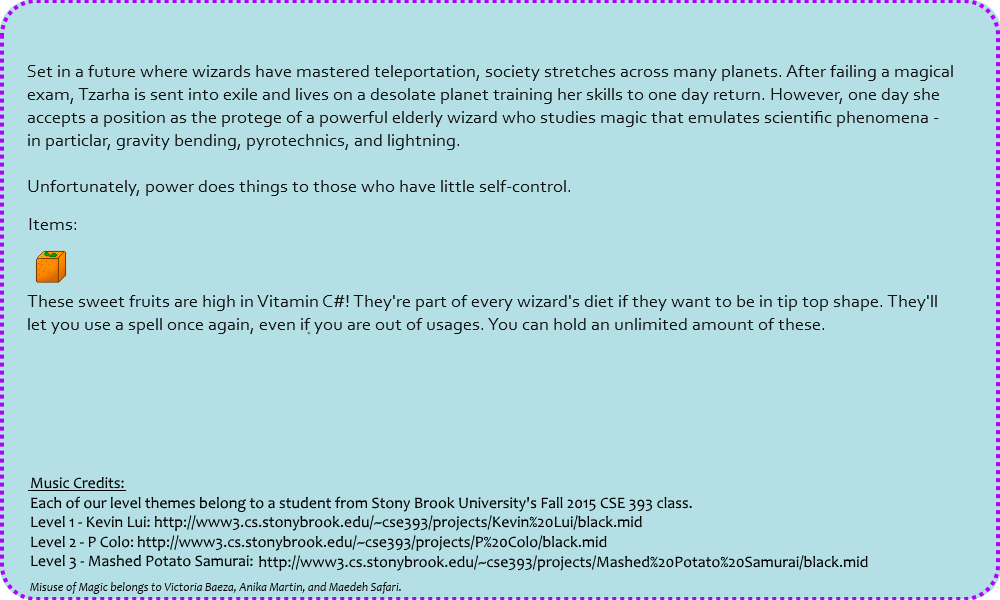 Set in a future where wizards have mastered teleportation, society stretches across many planets. After failing a magical
exam, Tzarha is sent into exile and lives on a desolate planet training her skills to one day return. However, one day she
accepts a position as the protege of a powerful elderly wizard who studies magic that emulates scientific phenomena -
in particlar, gravity bending, pyrotechnics, and lightning.
Unfortunately, power does things to those who have little self-control.
Items:
These sweet fruits are high in Vitamin C#! They're part of every wizard's diet if they want to be in tip top shape. They'll
let you use a spell once again, even if you are out of usages. You can hold an unlimited amount of these.
Music Credits:
Each of our level themes belong to a student from Stony Brook University's Fall 2015 CSE 393 class.
Level 1 - Kevin Lui: http://www3.cs.stonybrook.edu/~cse393/projects/Kevin%20Lui/black.mid
Level 2 - P Colo: http://www3.cs.stonybrook.edu/~cse393/projects/P%20Colo/black.mid
Level 3 - Mashed Potato Samurai: http://www3.cs.stonybrook.edu/~cse393/projects/Mashed%20Potato%20Samurai/black.mid
Misuse of Magic belongs to Victoria Baeza, Anika Martin, and Maedeh Safari.